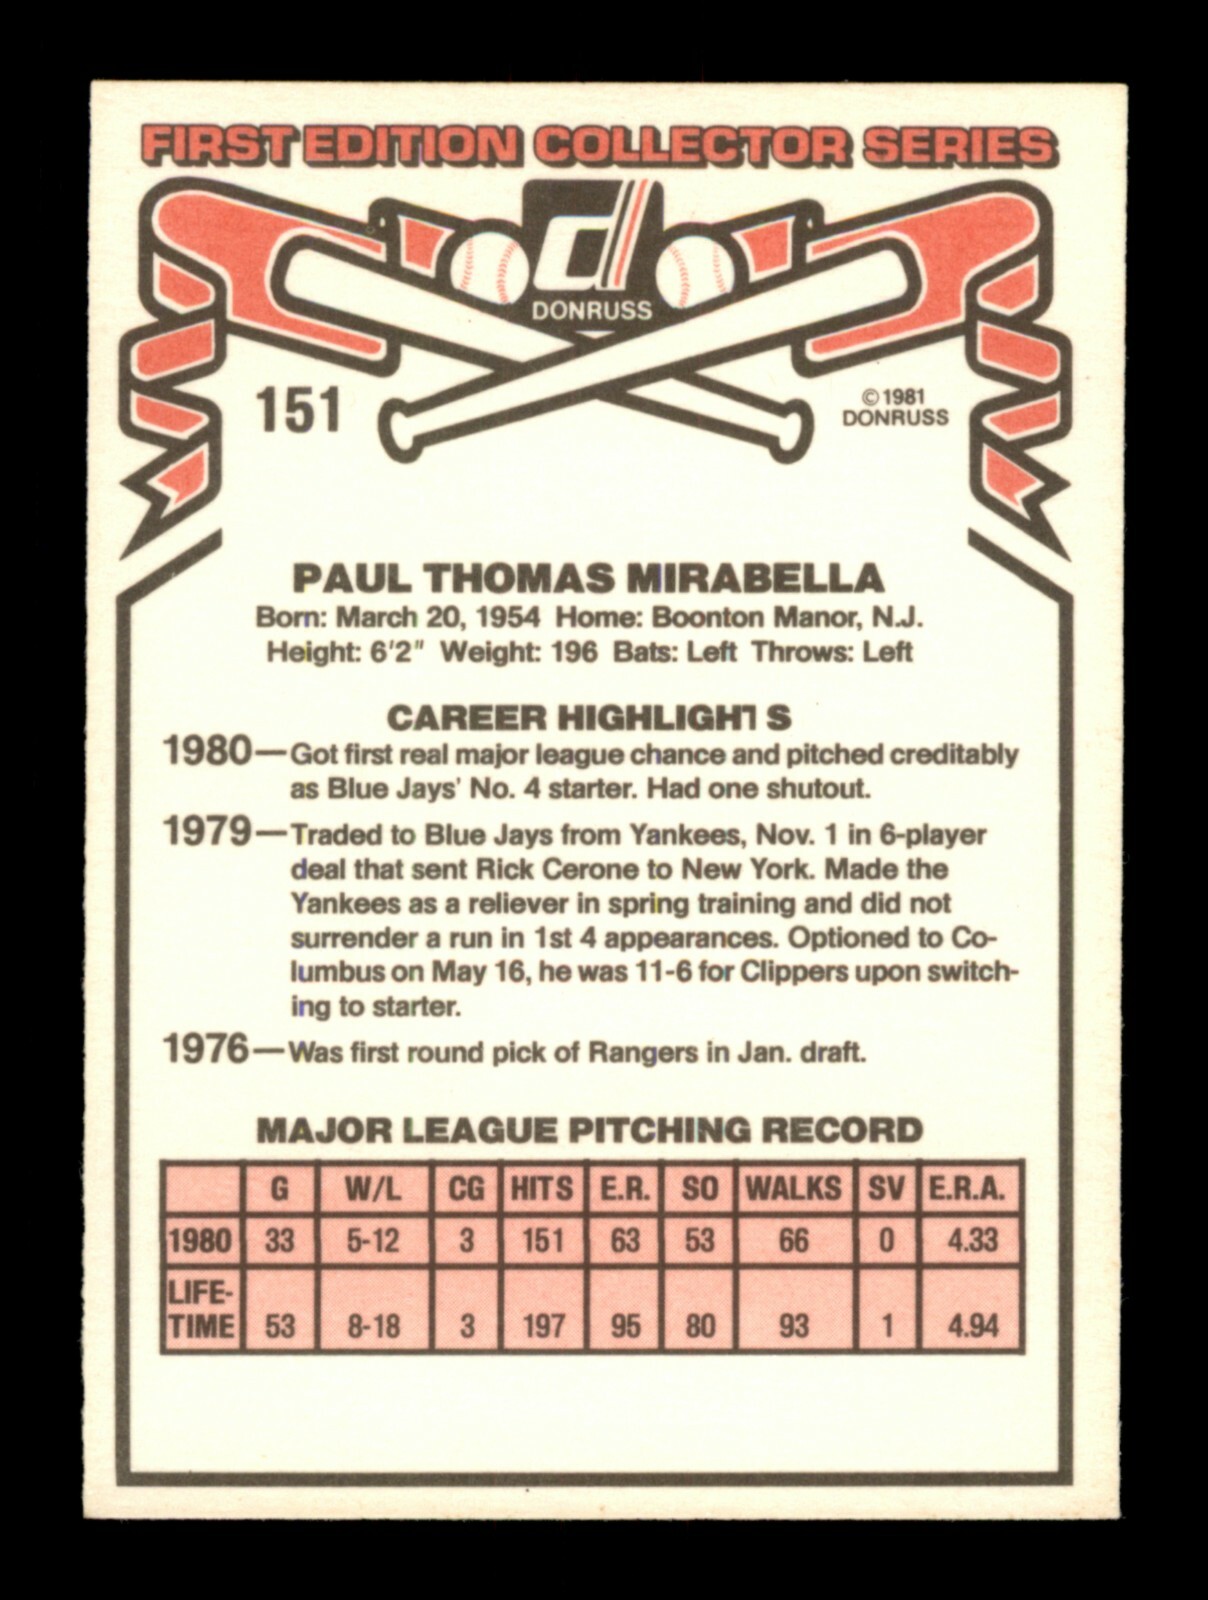 FIRST EDITION COLLECTOR SERIES
DONRUSS
151
© 1981
DONRUSS
PAUL THOMAS MIRABELLA
Born: March 20, 1954 Home: Boonton Manor, N.J.
Height: 6'2" Weight: 196 Bats: Left Throws: Left
CAREER HIGHLIGHTS
1980—Got first real major league chance and pitched creditably
as Blue Jays' No. 4 starter. Had one shutout.
1979—Traded to Blue Jays from Yankees, Nov. 1 in 6-player
deal that sent Rick Cerone to New York. Made the
Yankees as a reliever in spring training and did not
surrender a run in 1st 4 appearances. Optioned to Co-
lumbus on May 16, he was 11-6 for Clippers upon switch-
ing to starter.
1976—Was first round pick of Rangers in Jan. draft.
MAJOR LEAGUE PITCHING RECORD
G W/L CG HITS E.R. SO WALKS SV E.R.A.
1980 33 5-12 3 151 63 53 66 0 4.33
LIFE-
TIME 53 8-18 3 197 95 80 93 1 4.94